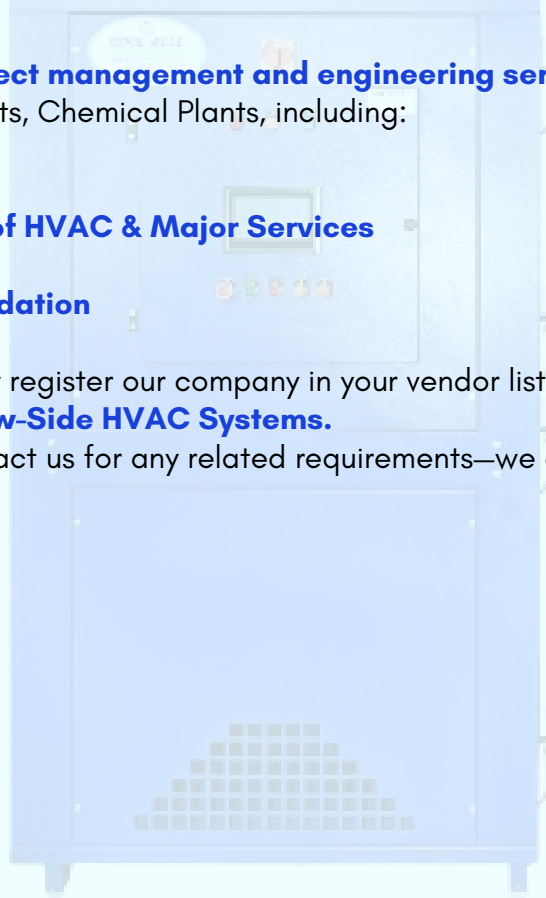 ect management and engineering ser
ts, Chemical Plants, including:
of HVAC & Major Services
dation
register our company in your vendor list
w-Side HVAC Systems.
act us for any related requirements—we